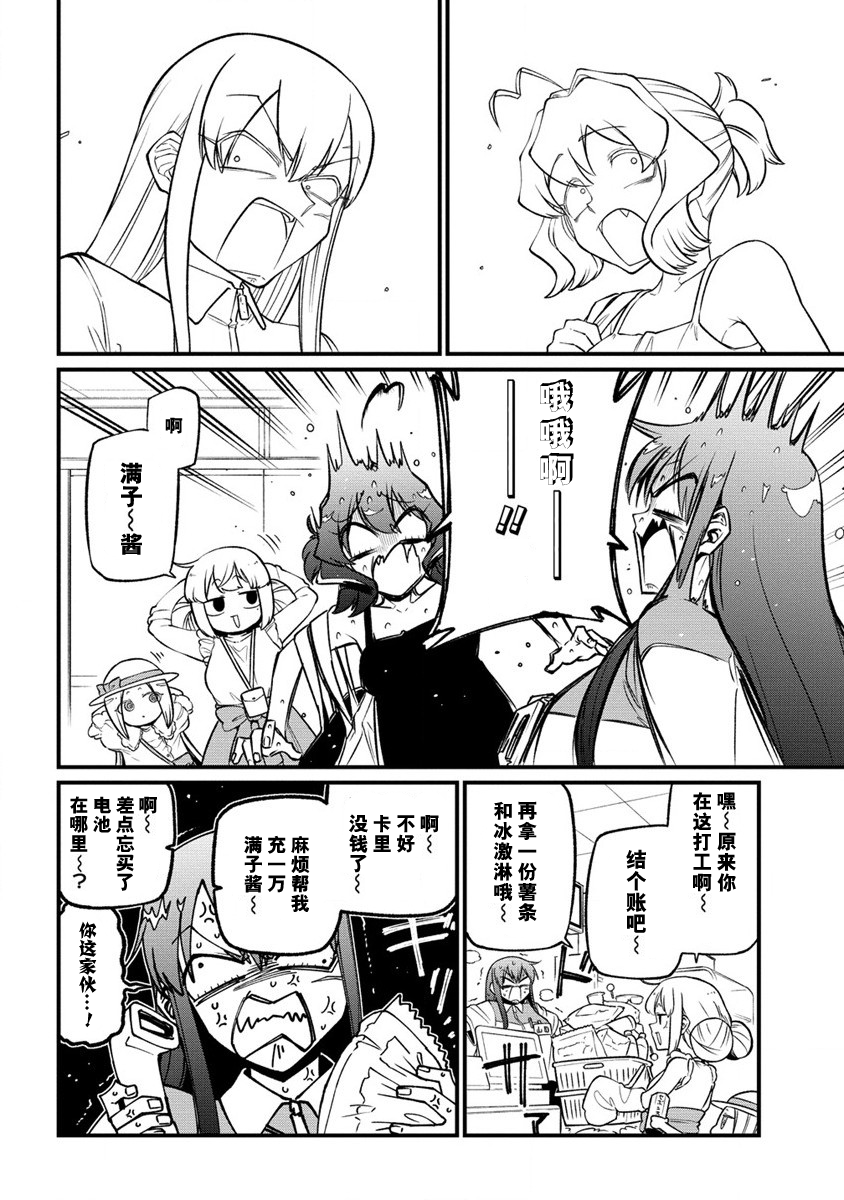 哦哦啊
——!!——
啊
满子～酱
嘿～原来你
在这打工啊～
结个账吧～
再拿一份薯条
和冰激淋哦～
啊～
不好
卡里
没钱了～
麻烦帮我
充一万
满子酱～
啊～
差点忘买了
电池
在哪里～？
你这家伙…！